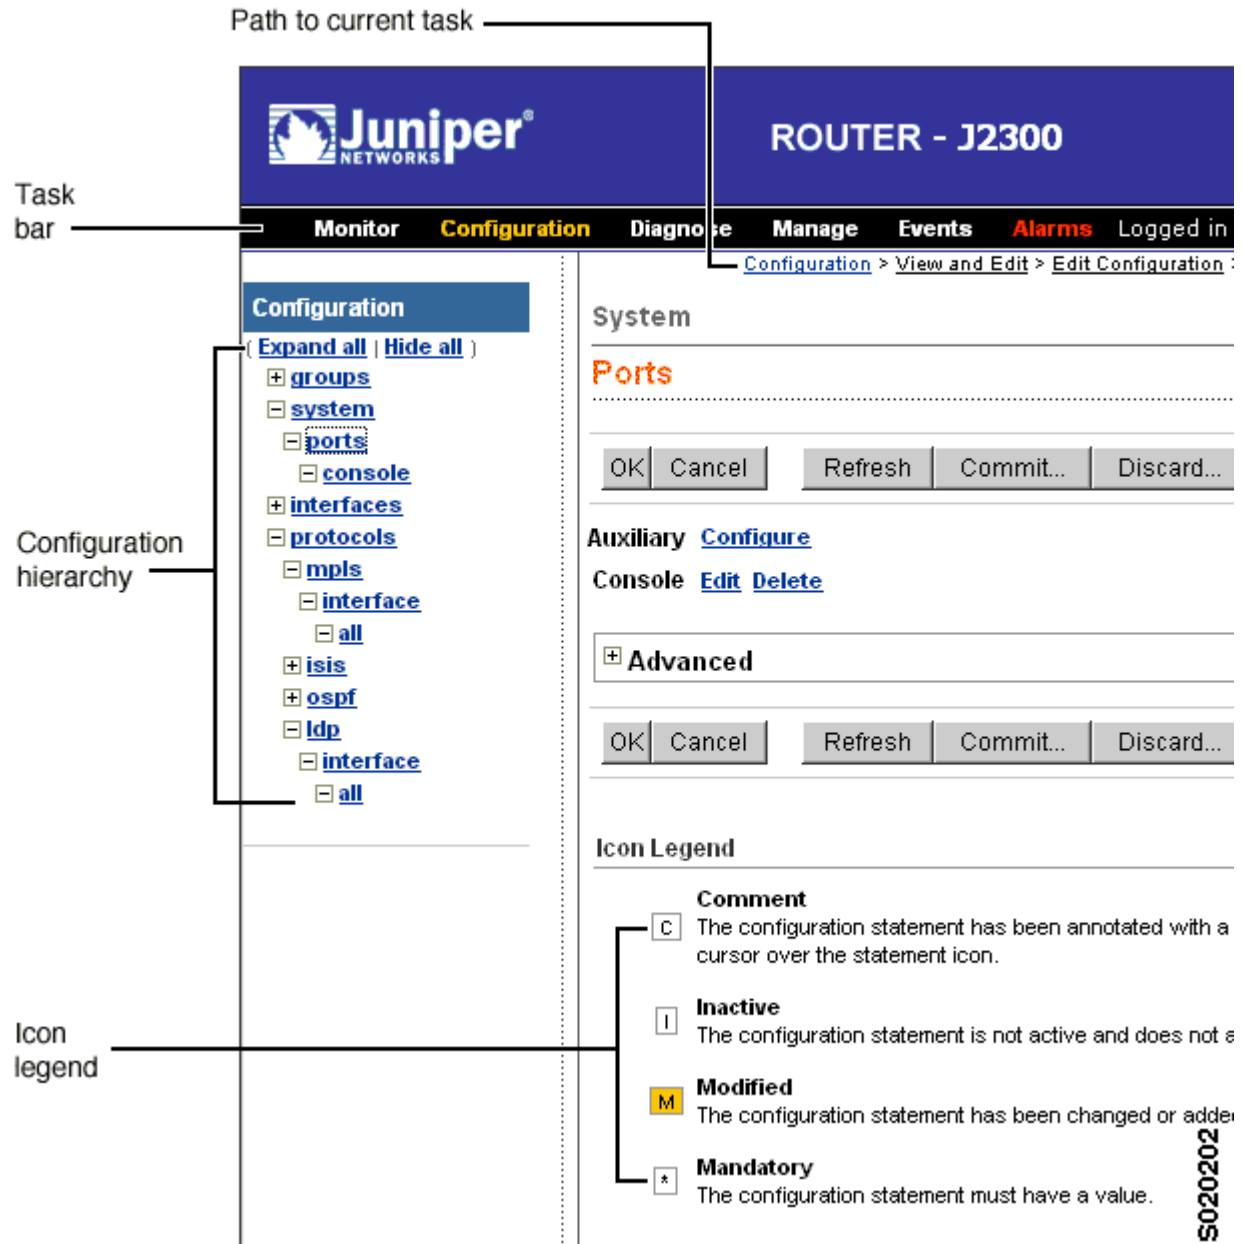 Path to current task
Juniper®
NETWORKS
ROUTER - J2300
Task
bar
Monitor Configuration Diagnose Manage Events Alarms Logged in
Configuration > View and Edit > Edit Configuration >
Configuration
( Expand all | Hide all )
groups
system
ports
console
interfaces
protocols
mpls
interface
all
isis
ospf
ldp
interface
all
Configuration
hierarchy
System
Ports
OK Cancel Refresh Commit... Discard...
Auxiliary Configure
Console Edit Delete
Advanced
OK Cancel Refresh Commit... Discard...
Icon Legend
Icon
legend
C Comment
The configuration statement has been annotated with a
cursor over the statement icon.
I Inactive
The configuration statement is not active and does not a
M Modified
The configuration statement has been changed or adde
* Mandatory
The configuration statement must have a value.
S020202